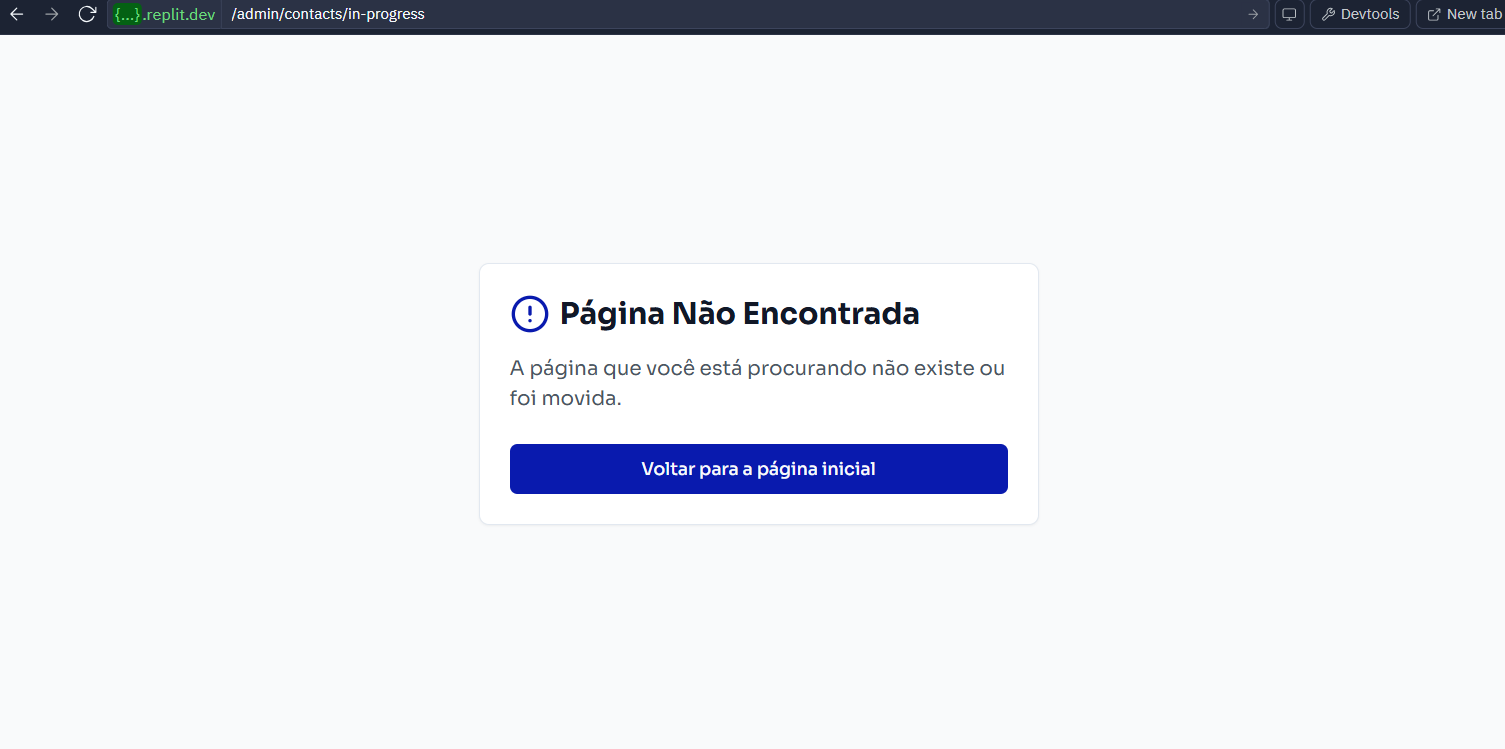 {...}.replit.dev /admin/contacts/in-progress Devtools New tab
Página Não Encontrada
A página que você está procurando não existe ou
foi movida.
Voltar para a página inicial